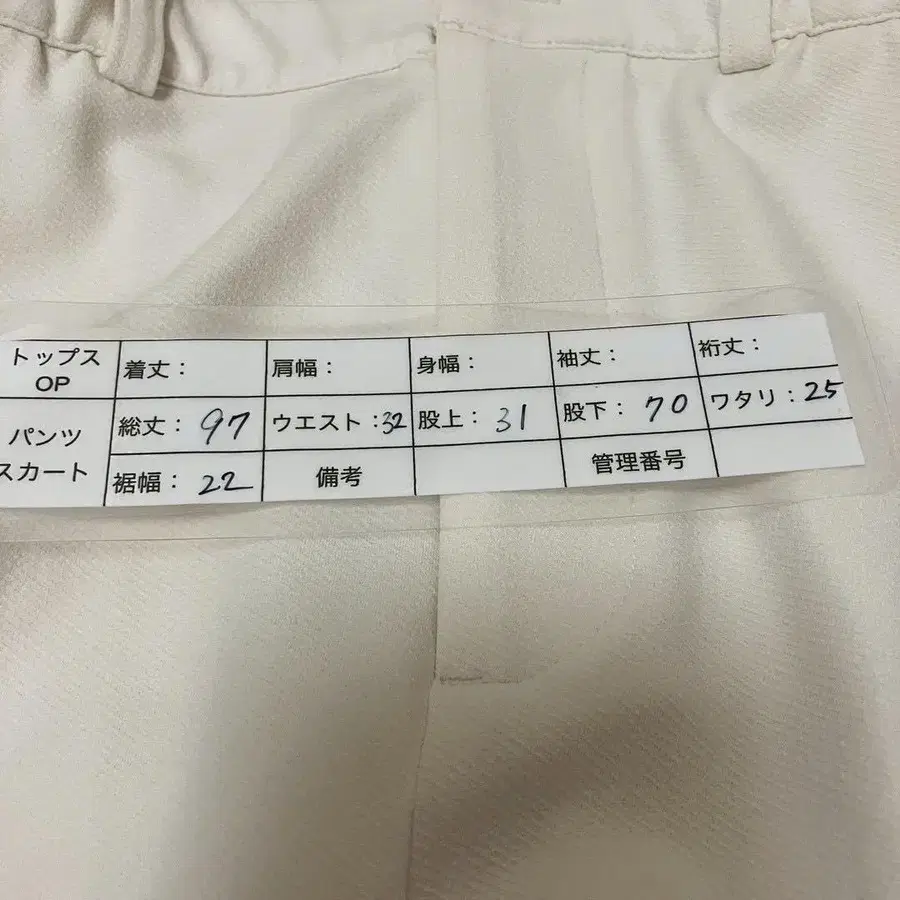 トップス OP 着丈： 肩幅： 身幅： 袖丈： 裄丈：
パンツ スカート 総丈：97 ウエスト：32 股上：31 股下：70 ワタリ：25
裾幅：22 備考 管理番号